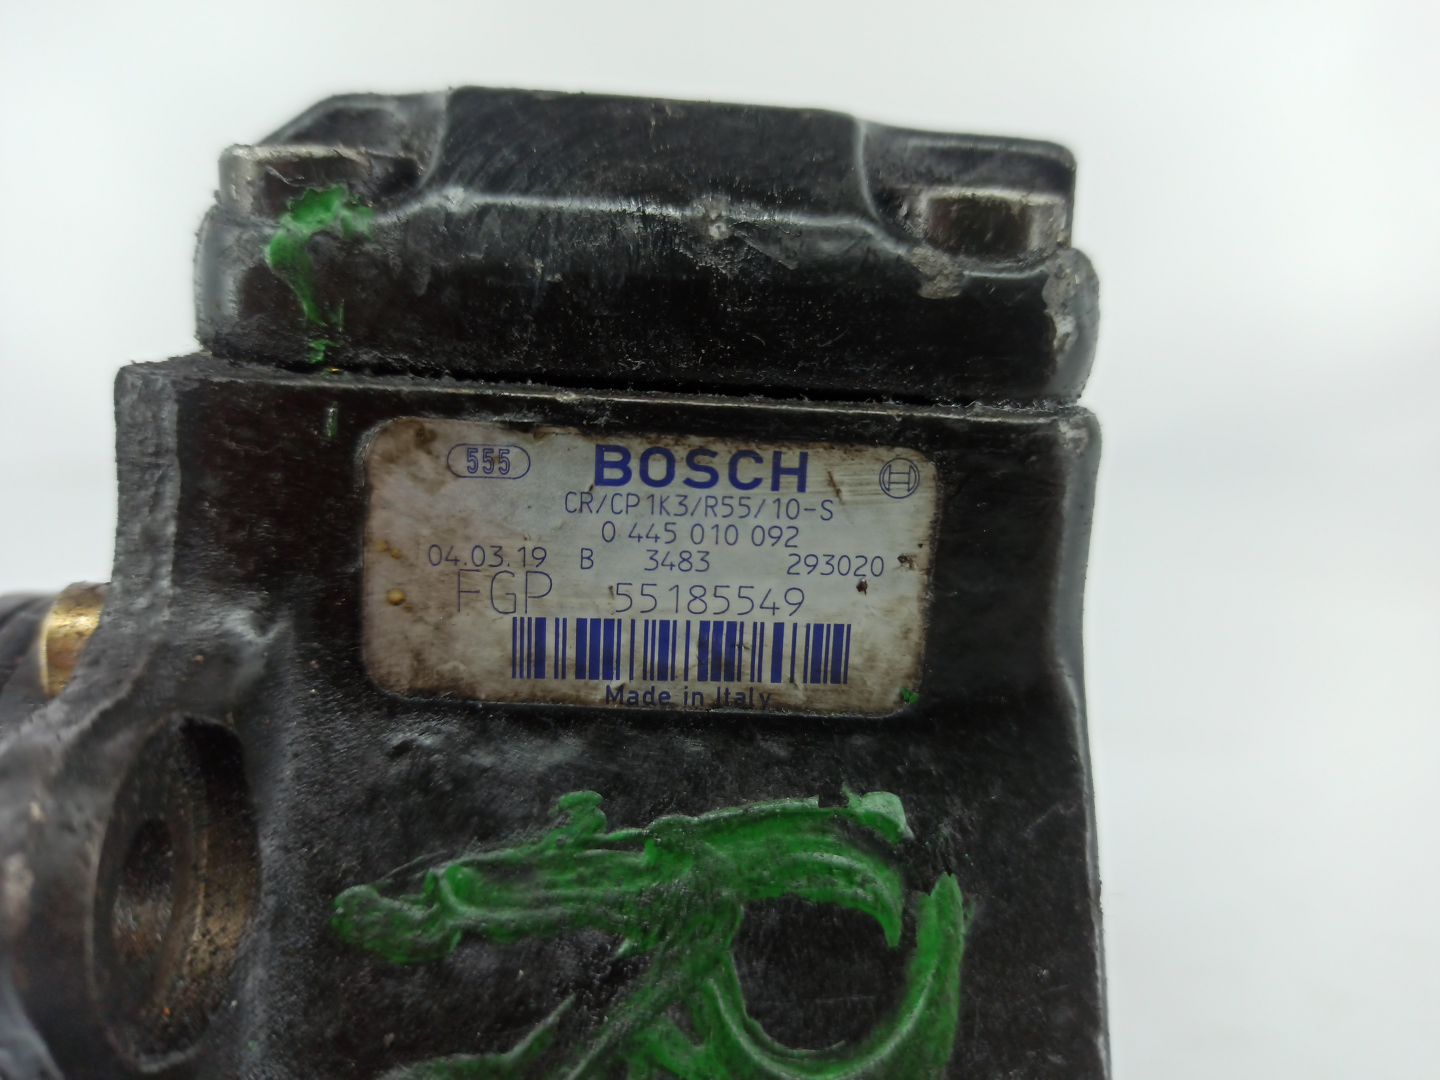 555 BOSCH
CR/CP1K3/R55/10-S
0 445 010 092
04.03.19 B 3483 293020
FGP 55185549
Made in Italy